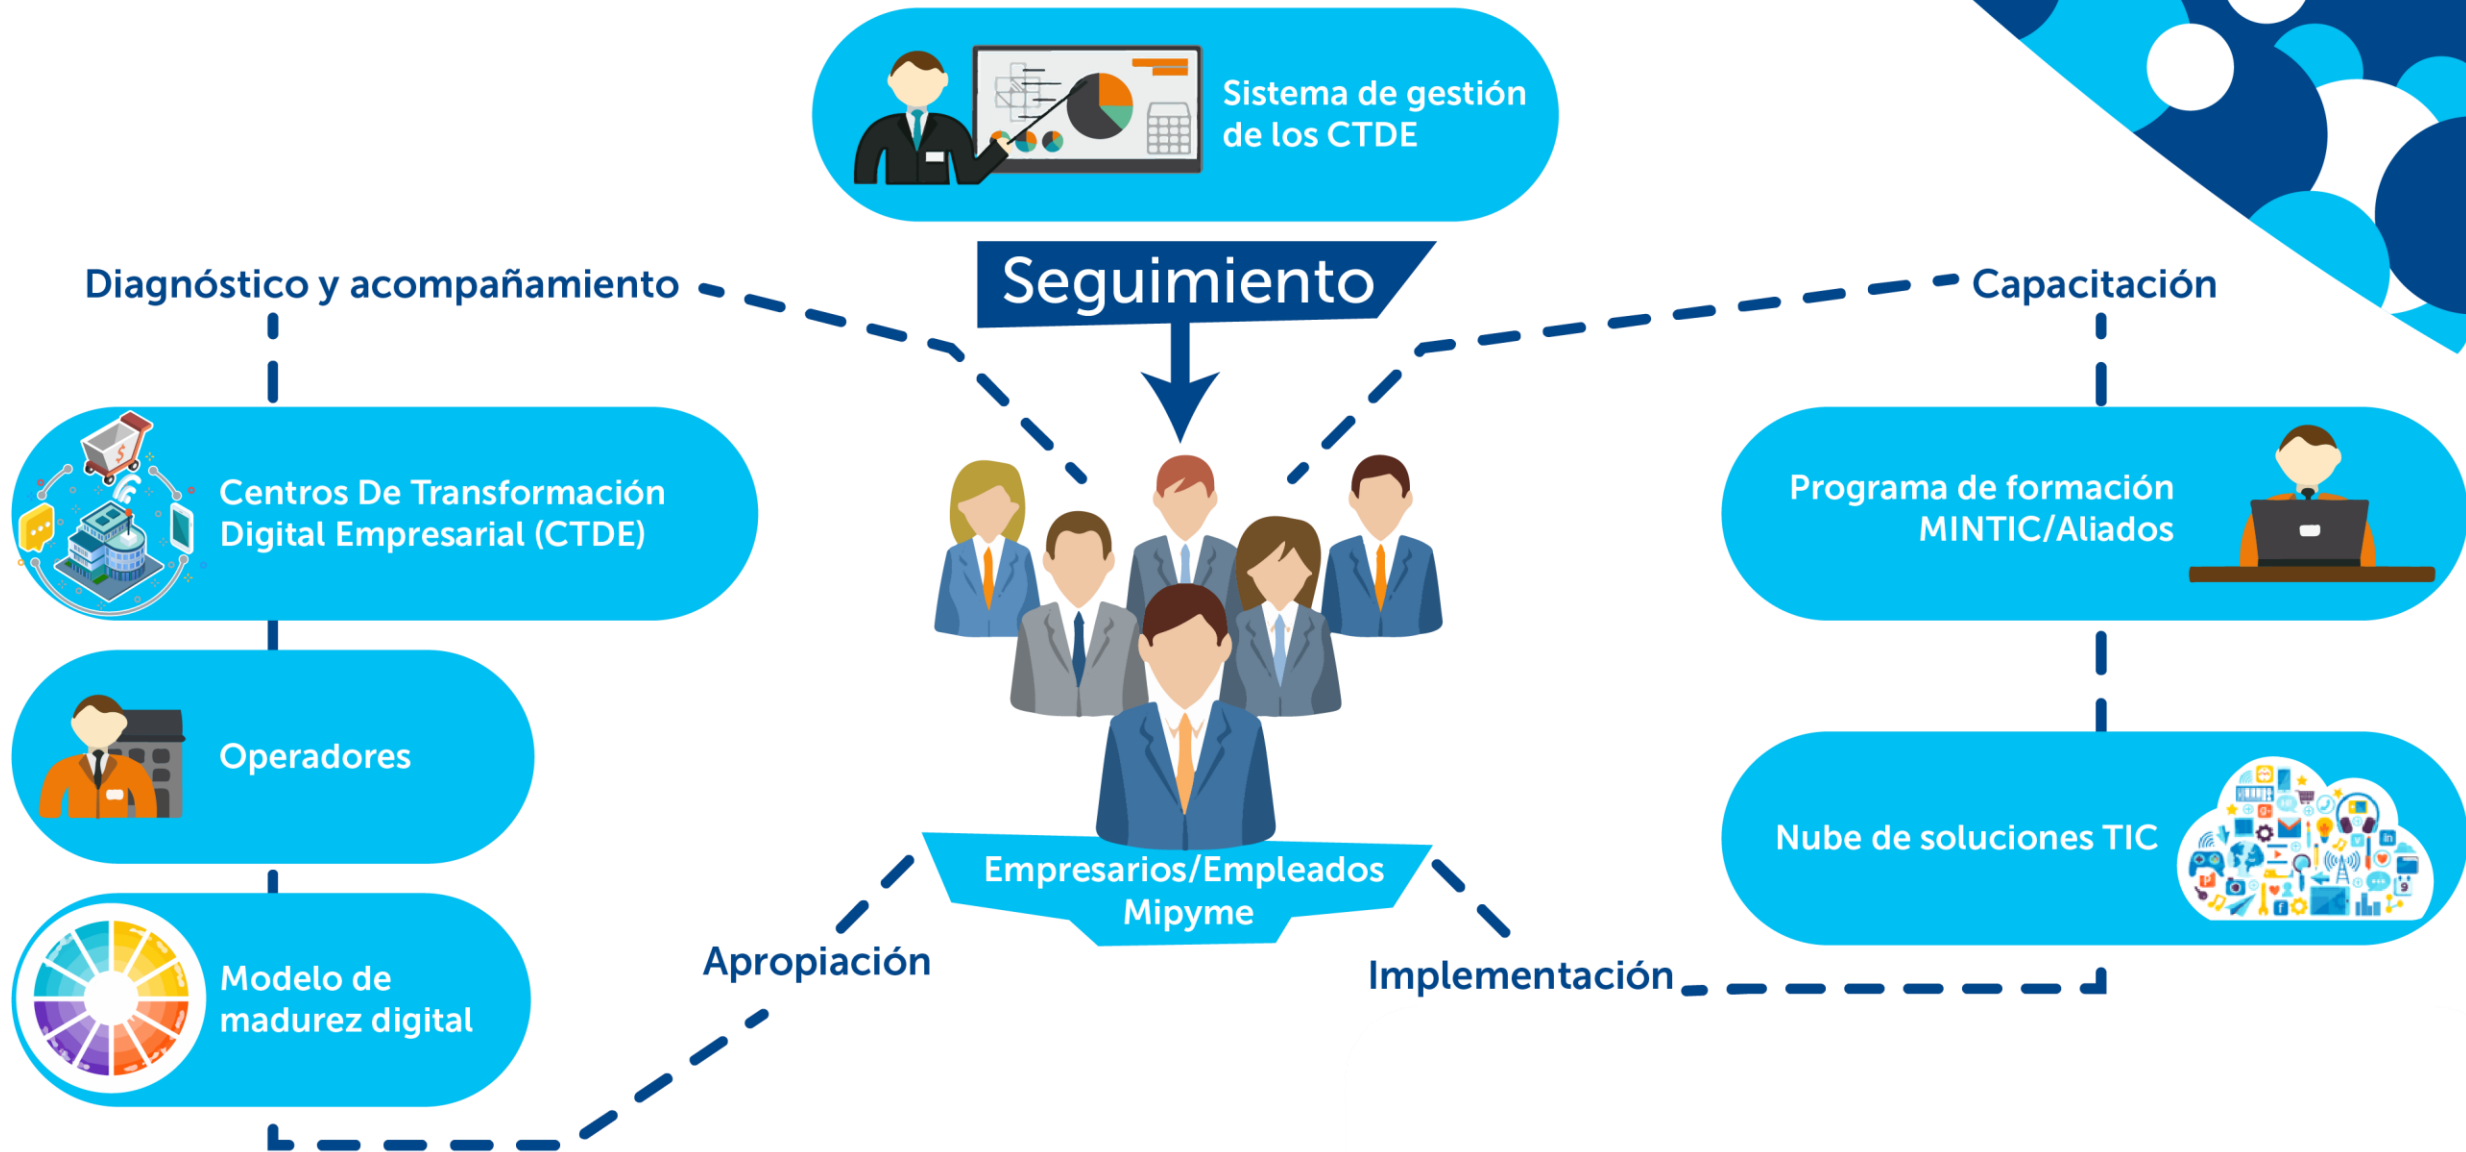 Sistema de gestión
de los CTDE
Seguimiento
Diagnóstico y acompañamiento
Capacitación
Centros De Transformación
Digital Empresarial (CTDE)
Programa de formación
MINTIC/Aliados
Operadores
Nube de soluciones TIC
Empresarios/Empleados
Mipyme
Modelo de
madurez digital
Apropiación
Implementación